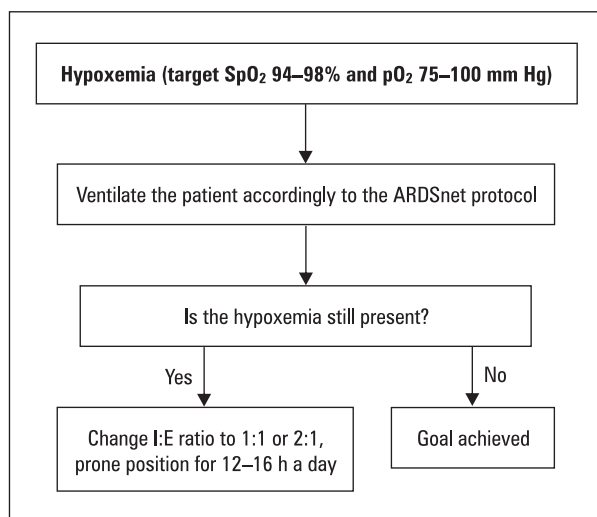 Hypoxemia (target SpO₂ 94–98% and pO₂ 75–100 mm Hg)
Ventilate the patient accordingly to the ARDSnet protocol
Is the hypoxemia still present?
Yes
No
Change I:E ratio to 1:1 or 2:1,
prone position for 12–16 h a day
Goal achieved